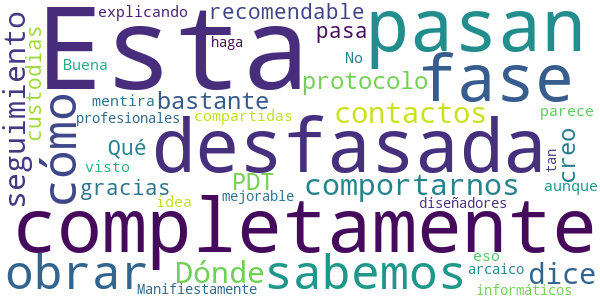 explicando
recomendable
Esta
pasan
pasa
haga
No
Buena
fase
seguimiento
custodias
protocolo
mentira
bastante
cómo
profesionales
compartidas
contactos
parece
desfasada
Qué
creo
tan
visto
PDT
comportarnos
aunque
gracias
idea
mejorable
diseñadores
completamente
obrar
Dónde
sabemos
eso
dice
arcaico
Manifiestamente
informáticos